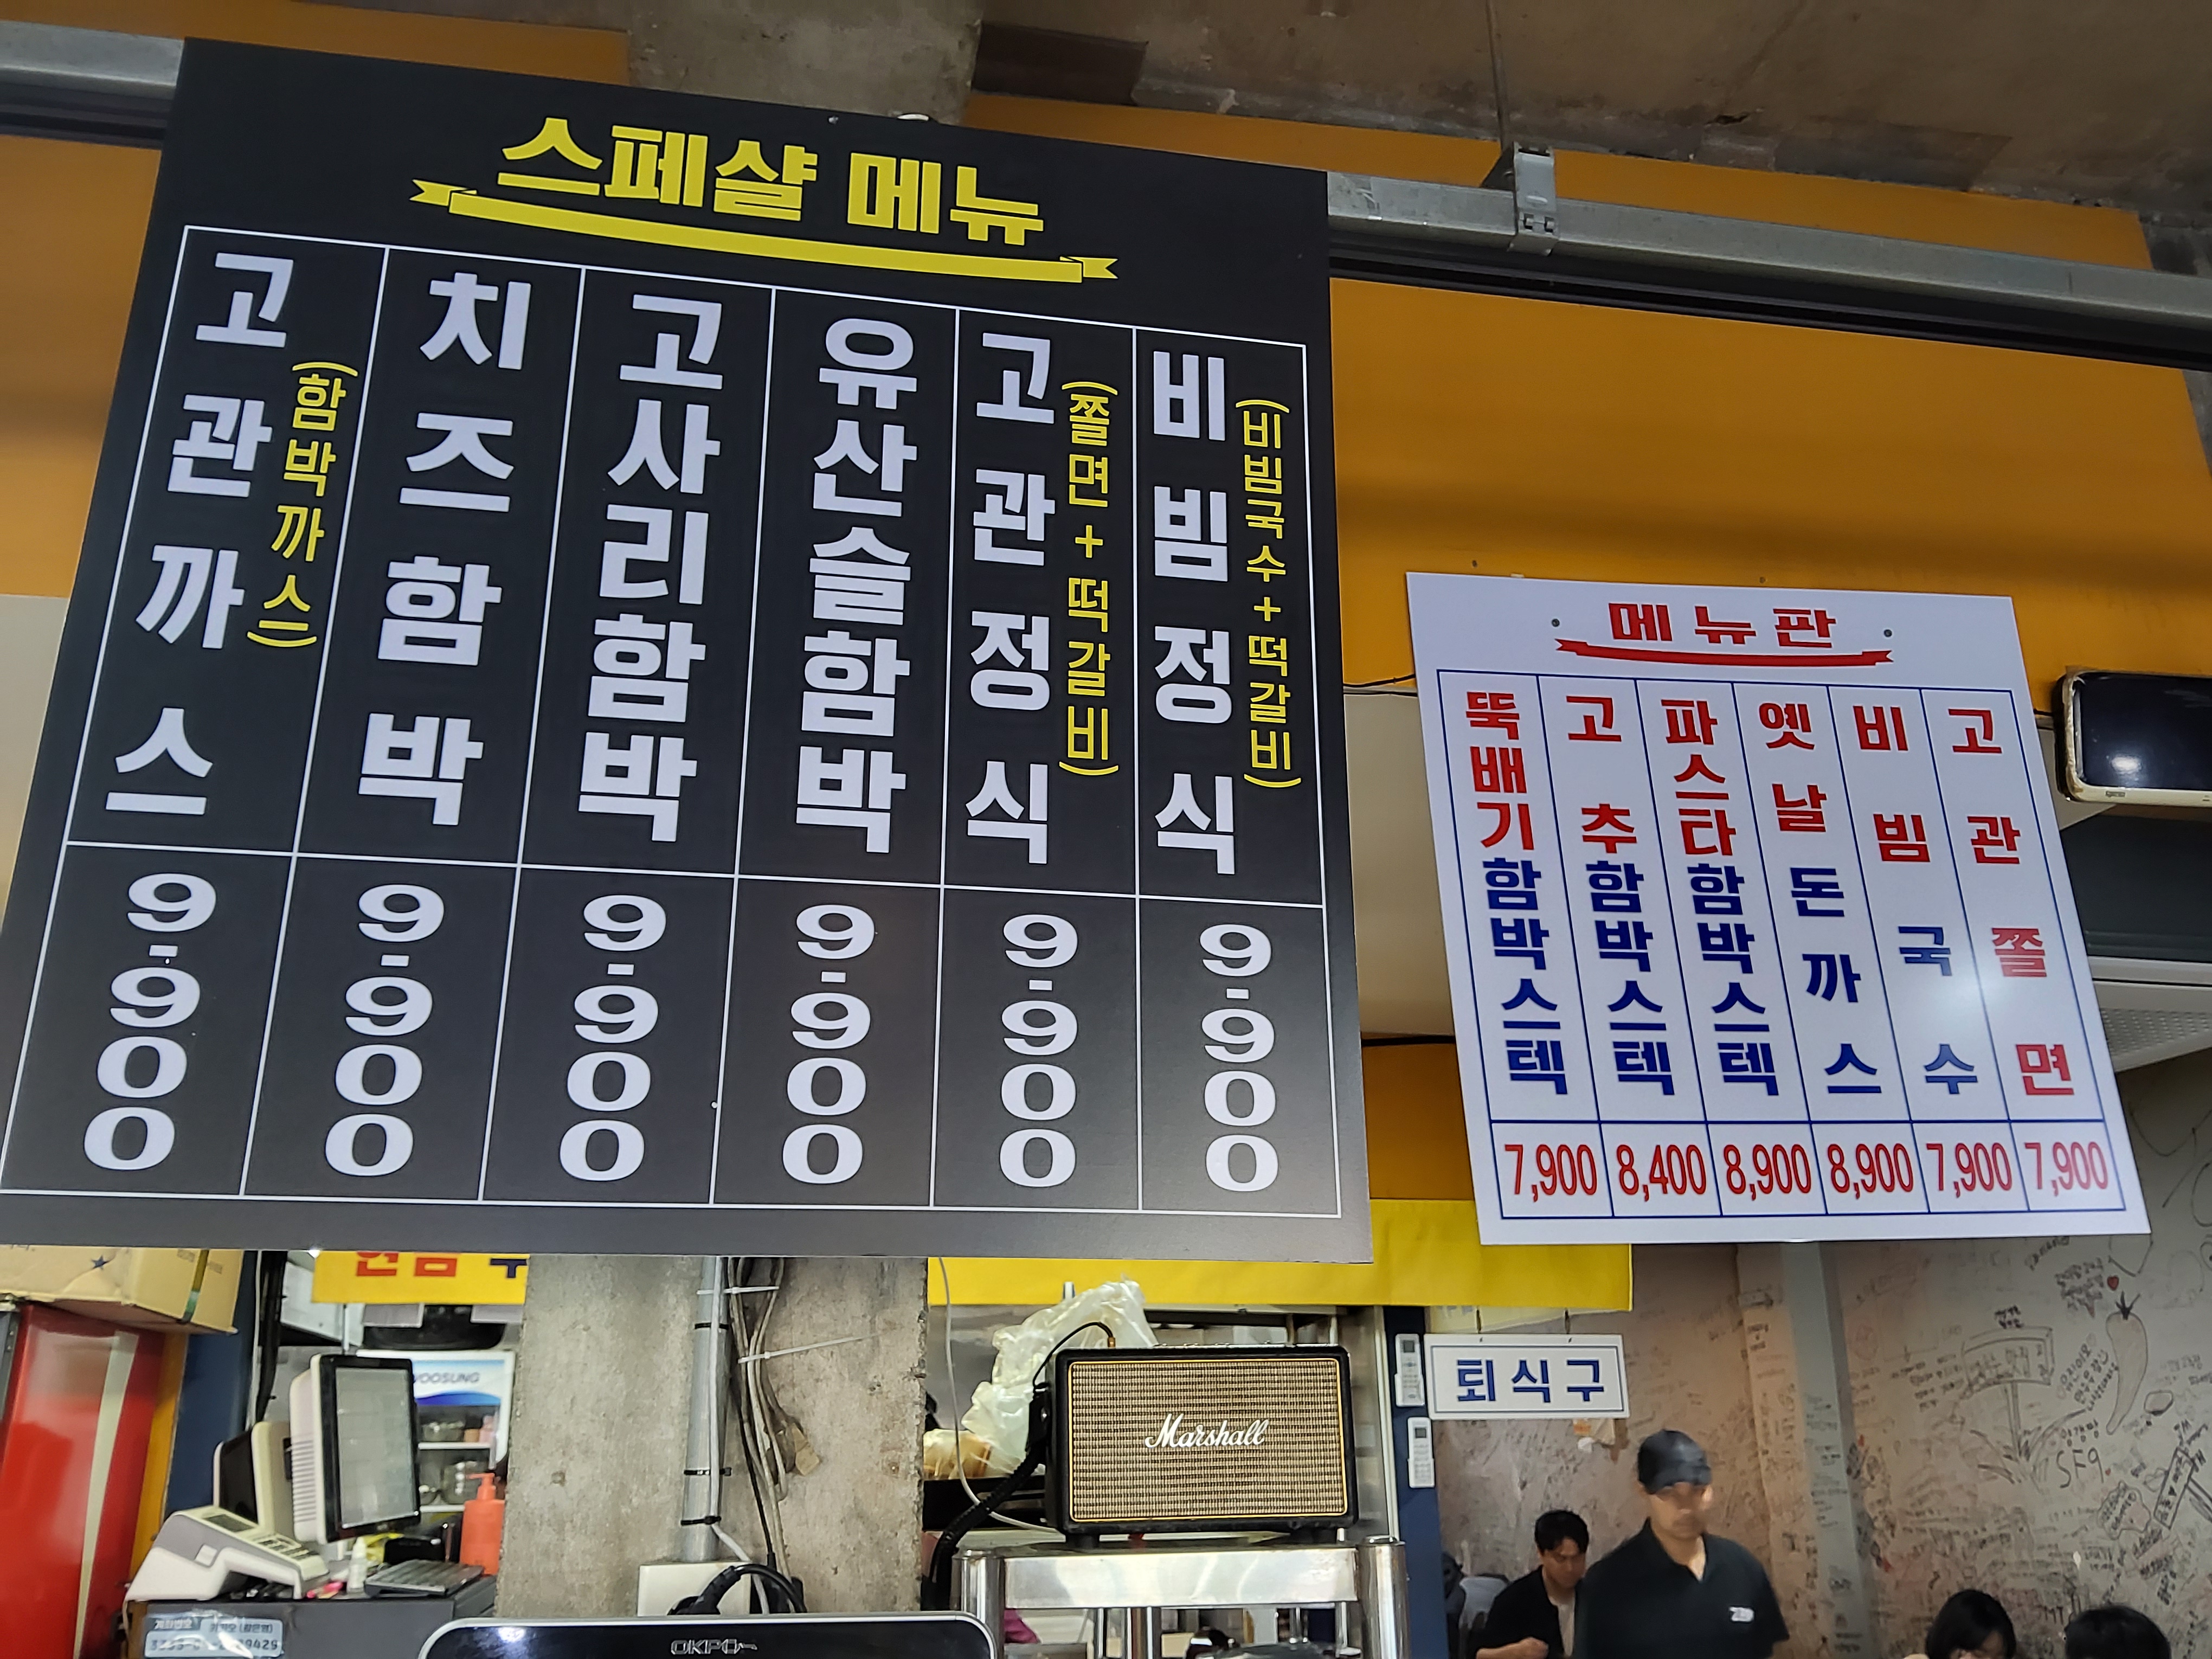 스페샬 메뉴
고관까스
(함박까스)
9.900
치즈함박
9.900
고사리함박
9.900
유산슬함박
9.900
고관정식
(쫄면+떡갈비)
9.900
비빔정식
(비빔국수+떡갈비)
9.900
메뉴판
뚝배기함박스텍
7,900
고추함박스텍
8,400
파스타함박스텍
8,900
옛날돈까스
8,900
비빔국수
7,900
고관쫄면
7,900
퇴식구
Marshall
WOOSUNG
OKPOS
SF9